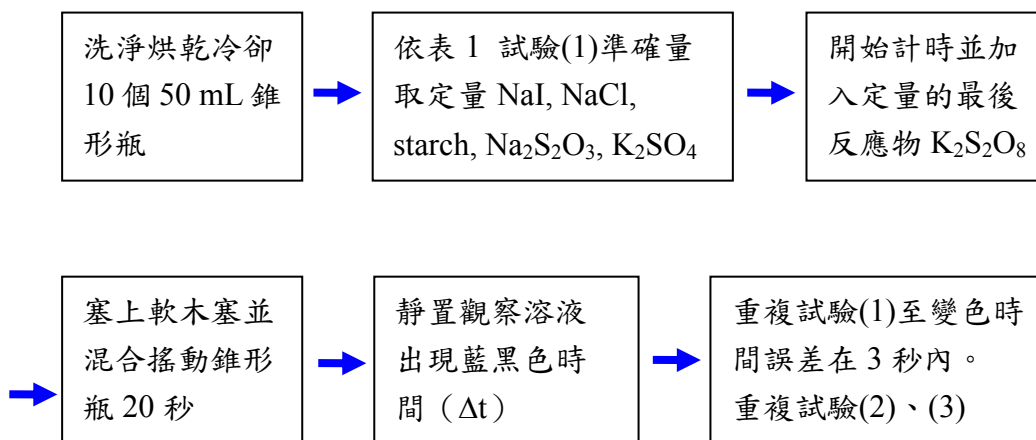 洗淨烘乾冷卻
10 個 50 mL 錐
形瓶
依表 1 試驗(1)準確量
取定量 NaI, NaCl,
starch, Na₂S₂O₃, K₂SO₄
開始計時並加
入定量的最後
反應物 K₂S₂O₈
塞上軟木塞並
混合搖動錐形
瓶 20 秒
靜置觀察溶液
出現藍黑色時
間（Δt）
重複試驗(1)至變色時
間誤差在 3 秒內。
重複試驗(2)、(3)